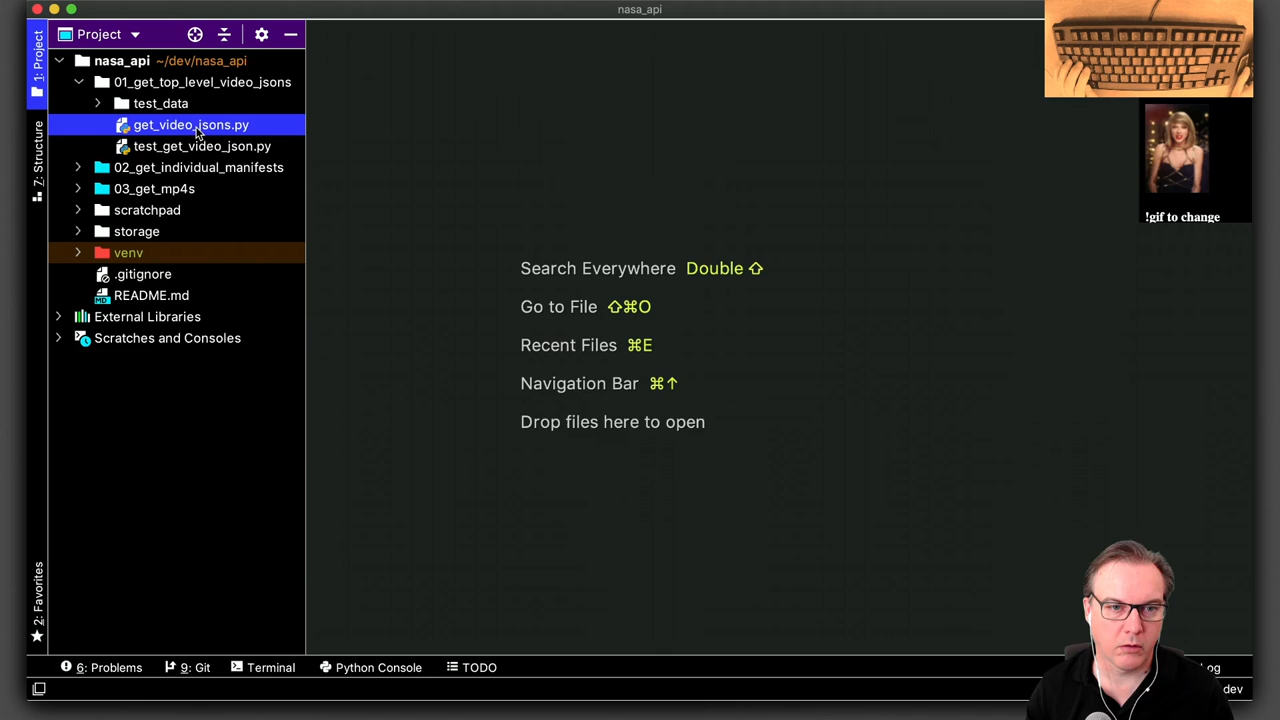 nasa_api
1: Project
Project
nasa_api ~/dev/nasa_api
01_get_top_level_video_jsons
test_data
get_video_jsons.py
test_get_video_json.py
02_get_individual_manifests
03_get_mp4s
scratchpad
storage
venv
.gitignore
README.md
External Libraries
Scratches and Consoles
7: Structure
2: Favorites
Search Everywhere Double ⇧
Go to File ⇧⌘O
Recent Files ⌘E
Navigation Bar ⌘↑
Drop files here to open
!gif to change
6: Problems
9: Git
Terminal
Python Console
TODO
dev